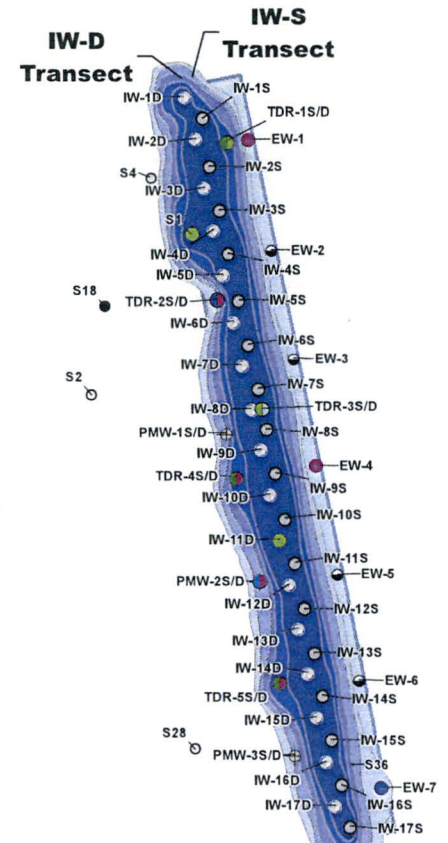 IW-S
Transect
IW-D
Transect
IW-1D
IW-1S
TDR-1S/D
IW-2D
EW-1
S4
IW-2S
IW-3D
S1
IW-3S
IW-4D
EW-2
IW-4S
IW-5D
S18
TDR-2S/D
IW-5S
IW-6D
IW-6S
EW-3
IW-7D
S2
IW-7S
IW-8D
TDR-3S/D
PMW-1S/D
IW-8S
IW-9D
EW-4
TDR-4S/D
IW-9S
IW-10D
IW-10S
IW-11D
IW-11S
EW-5
PMW-2S/D
IW-12D
IW-12S
IW-13D
IW-13S
IW-14D
EW-6
TDR-5S/D
IW-14S
IW-15D
S28
IW-15S
PMW-3S/D
S36
IW-16D
EW-7
IW-17D
IW-16S
IW-17S